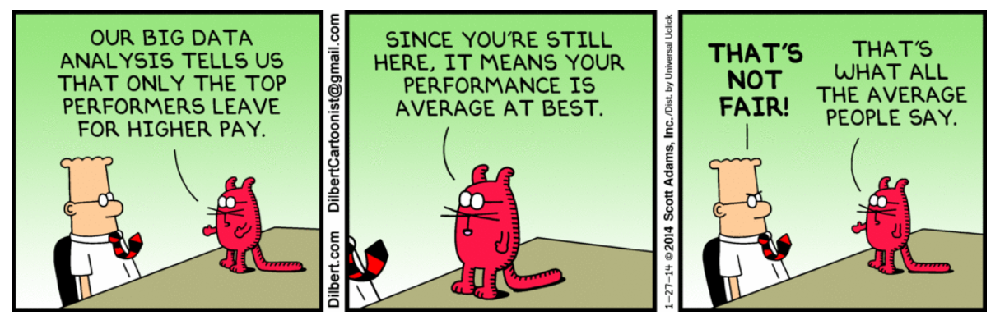 OUR BIG DATA
ANALYSIS TELLS US
THAT ONLY THE TOP
PERFORMERS LEAVE
FOR HIGHER PAY.
Dilbert.com DilbertCartoonist@gmail.com
SINCE YOU'RE STILL
HERE, IT MEANS YOUR
PERFORMANCE IS
AVERAGE AT BEST.
1-27-14 ©2014 Scott Adams, Inc. /Dist. by Universal Uclick
THAT'S
NOT
FAIR!
THAT'S
WHAT ALL
THE AVERAGE
PEOPLE SAY.